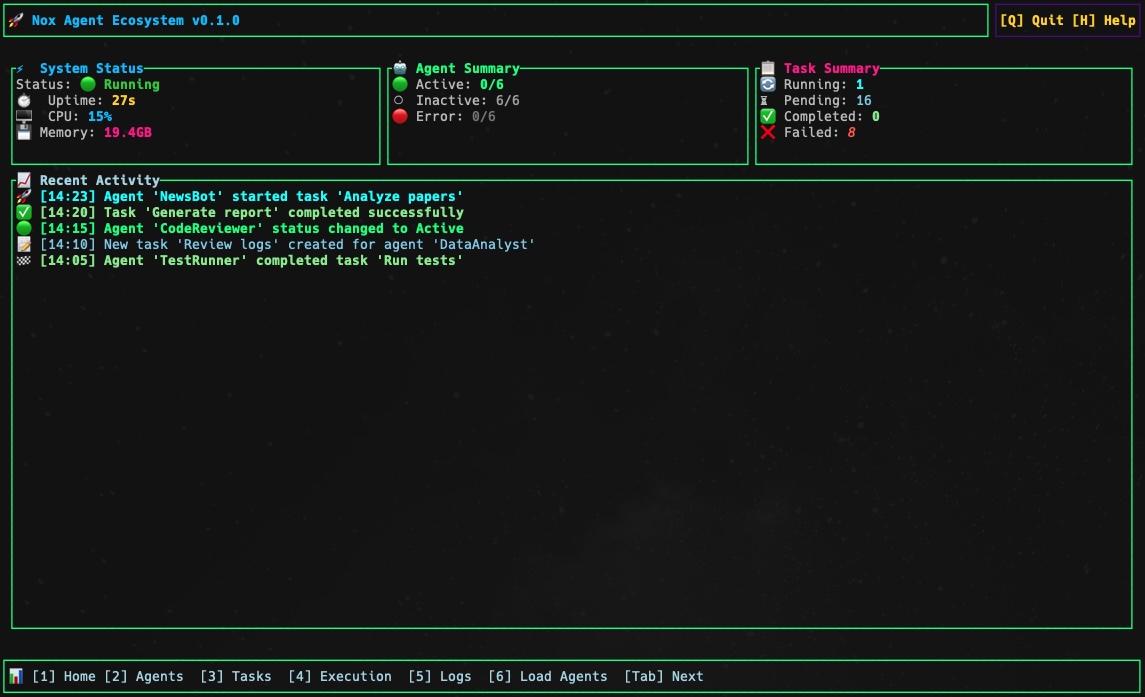 🚀 Nox Agent Ecosystem v0.1.0
[Q] Quit [H] Help
⚡ System Status
Status: 🟢 Running
⏱ Uptime: 27s
🖥 CPU: 15%
💾 Memory: 19.4GB
🤖 Agent Summary
🟢 Active: 0/6
○ Inactive: 6/6
🔴 Error: 0/6
📋 Task Summary
🔄 Running: 1
⏳ Pending: 16
✅ Completed: 0
❌ Failed: 8
📈 Recent Activity
🚀 [14:23] Agent 'NewsBot' started task 'Analyze papers'
✅ [14:20] Task 'Generate report' completed successfully
🟢 [14:15] Agent 'CodeReviewer' status changed to Active
📝 [14:10] New task 'Review logs' created for agent 'DataAnalyst'
🏁 [14:05] Agent 'TestRunner' completed task 'Run tests'
📊 [1] Home [2] Agents [3] Tasks [4] Execution [5] Logs [6] Load Agents [Tab] Next